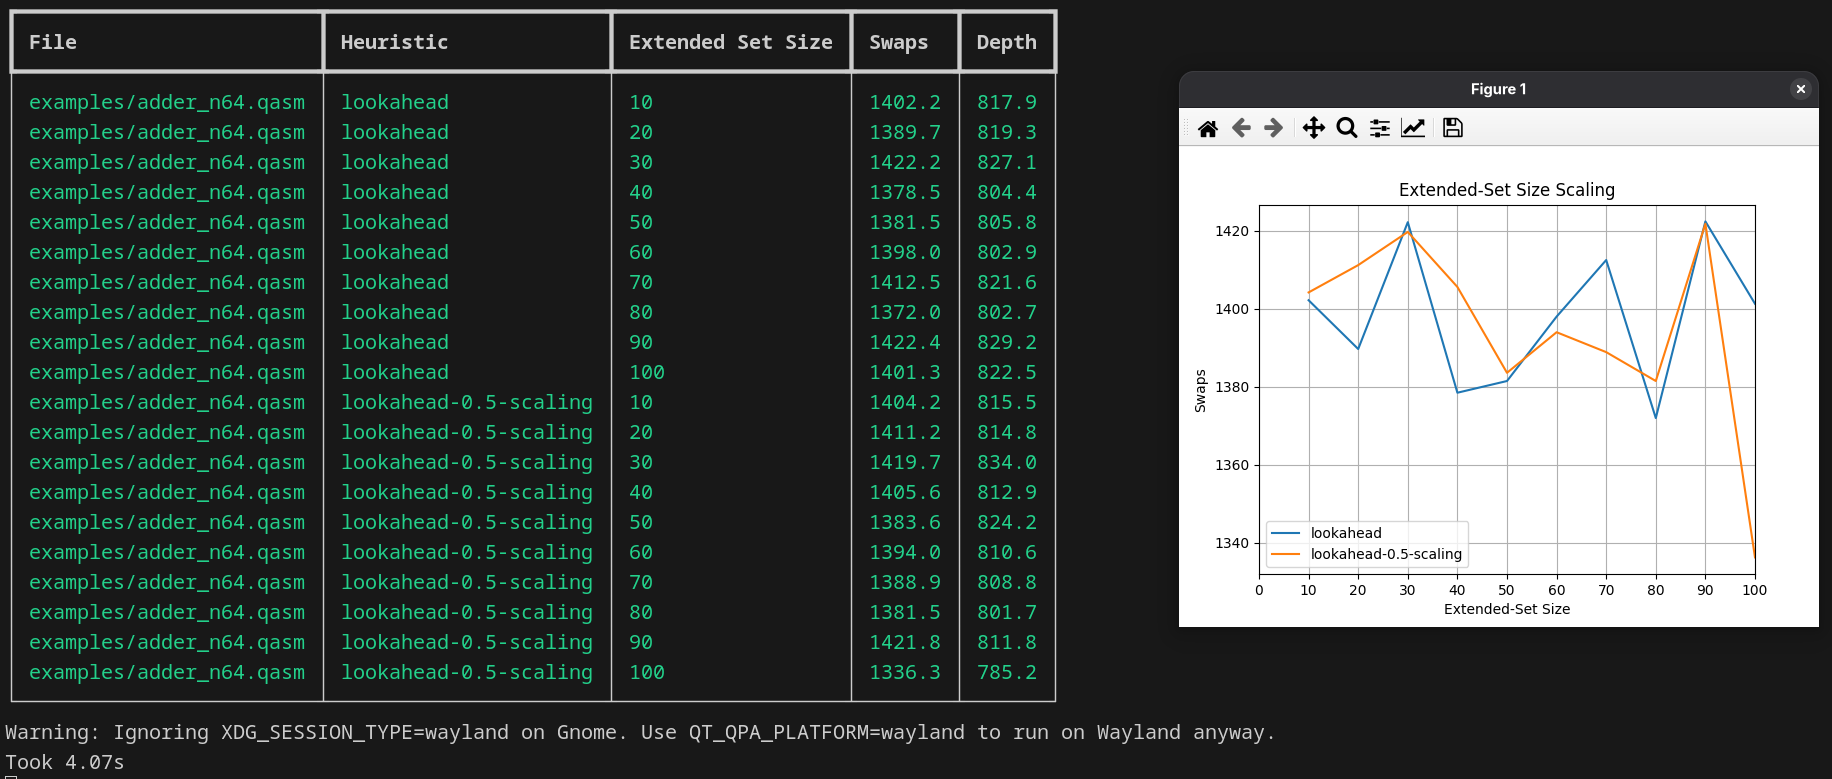 File Heuristic Extended Set Size Swaps Depth
examples/adder_n64.qasm lookahead 10 1402.2 817.9
examples/adder_n64.qasm lookahead 20 1389.7 819.3
examples/adder_n64.qasm lookahead 30 1422.2 827.1
examples/adder_n64.qasm lookahead 40 1378.5 804.4
examples/adder_n64.qasm lookahead 50 1381.5 805.8
examples/adder_n64.qasm lookahead 60 1398.0 802.9
examples/adder_n64.qasm lookahead 70 1412.5 821.6
examples/adder_n64.qasm lookahead 80 1372.0 802.7
examples/adder_n64.qasm lookahead 90 1422.4 829.2
examples/adder_n64.qasm lookahead 100 1401.3 822.5
examples/adder_n64.qasm lookahead-0.5-scaling 10 1404.2 815.5
examples/adder_n64.qasm lookahead-0.5-scaling 20 1411.2 814.8
examples/adder_n64.qasm lookahead-0.5-scaling 30 1419.7 834.0
examples/adder_n64.qasm lookahead-0.5-scaling 40 1405.6 812.9
examples/adder_n64.qasm lookahead-0.5-scaling 50 1383.6 824.2
examples/adder_n64.qasm lookahead-0.5-scaling 60 1394.0 810.6
examples/adder_n64.qasm lookahead-0.5-scaling 70 1388.9 808.8
examples/adder_n64.qasm lookahead-0.5-scaling 80 1381.5 801.7
examples/adder_n64.qasm lookahead-0.5-scaling 90 1421.8 811.8
examples/adder_n64.qasm lookahead-0.5-scaling 100 1336.3 785.2
Warning: Ignoring XDG_SESSION_TYPE=wayland on Gnome. Use QT_QPA_PLATFORM=wayland to run on Wayland anyway.
Took 4.07s
Figure 1
Extended-Set Size Scaling
Swaps
1420
1400
1380
1360
1340
lookahead
lookahead-0.5-scaling
0 10 20 30 40 50 60 70 80 90 100
Extended-Set Size